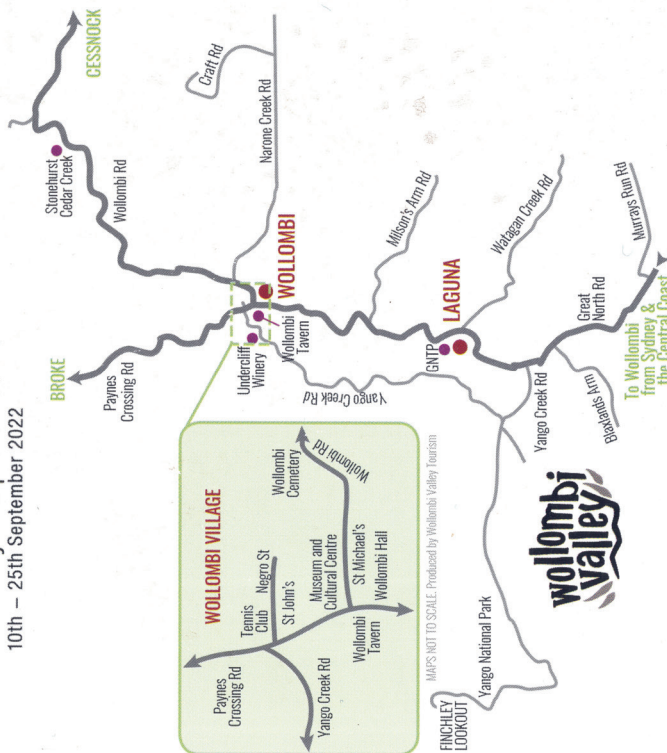 10th – 25th September 2022
CESSNOCK
Stonehurst
Cedar Creek
Wollombi Rd
Craft Rd
Narone Creek Rd
BROKE
Paynes
Crossing Rd
WOLLOMBI
Undercliff
Winery
Wollombi
Tavern
Yango Creek Rd
Milson's Arm Rd
Watagan Creek Rd
LAGUNA
GNTP
Murrays Run Rd
Great
North Rd
Yango Creek Rd
Blaxlands Arm
To Wollombi
from Sydney &
the Central Coast
WOLLOMBI VILLAGE
Paynes
Crossing Rd
Tennis
Club
Negro St
St John's
Yango Creek Rd
Museum and
Cultural Centre
Wollombi
Cemetery
Wollombi Rd
St Michael's
Wollombi Hall
Wollombi
Tavern
MAPS NOT TO SCALE. Produced by Wollombi Valley Tourism
FINCHLEY
LOOKOUT
Yango National Park
wollombi
valley